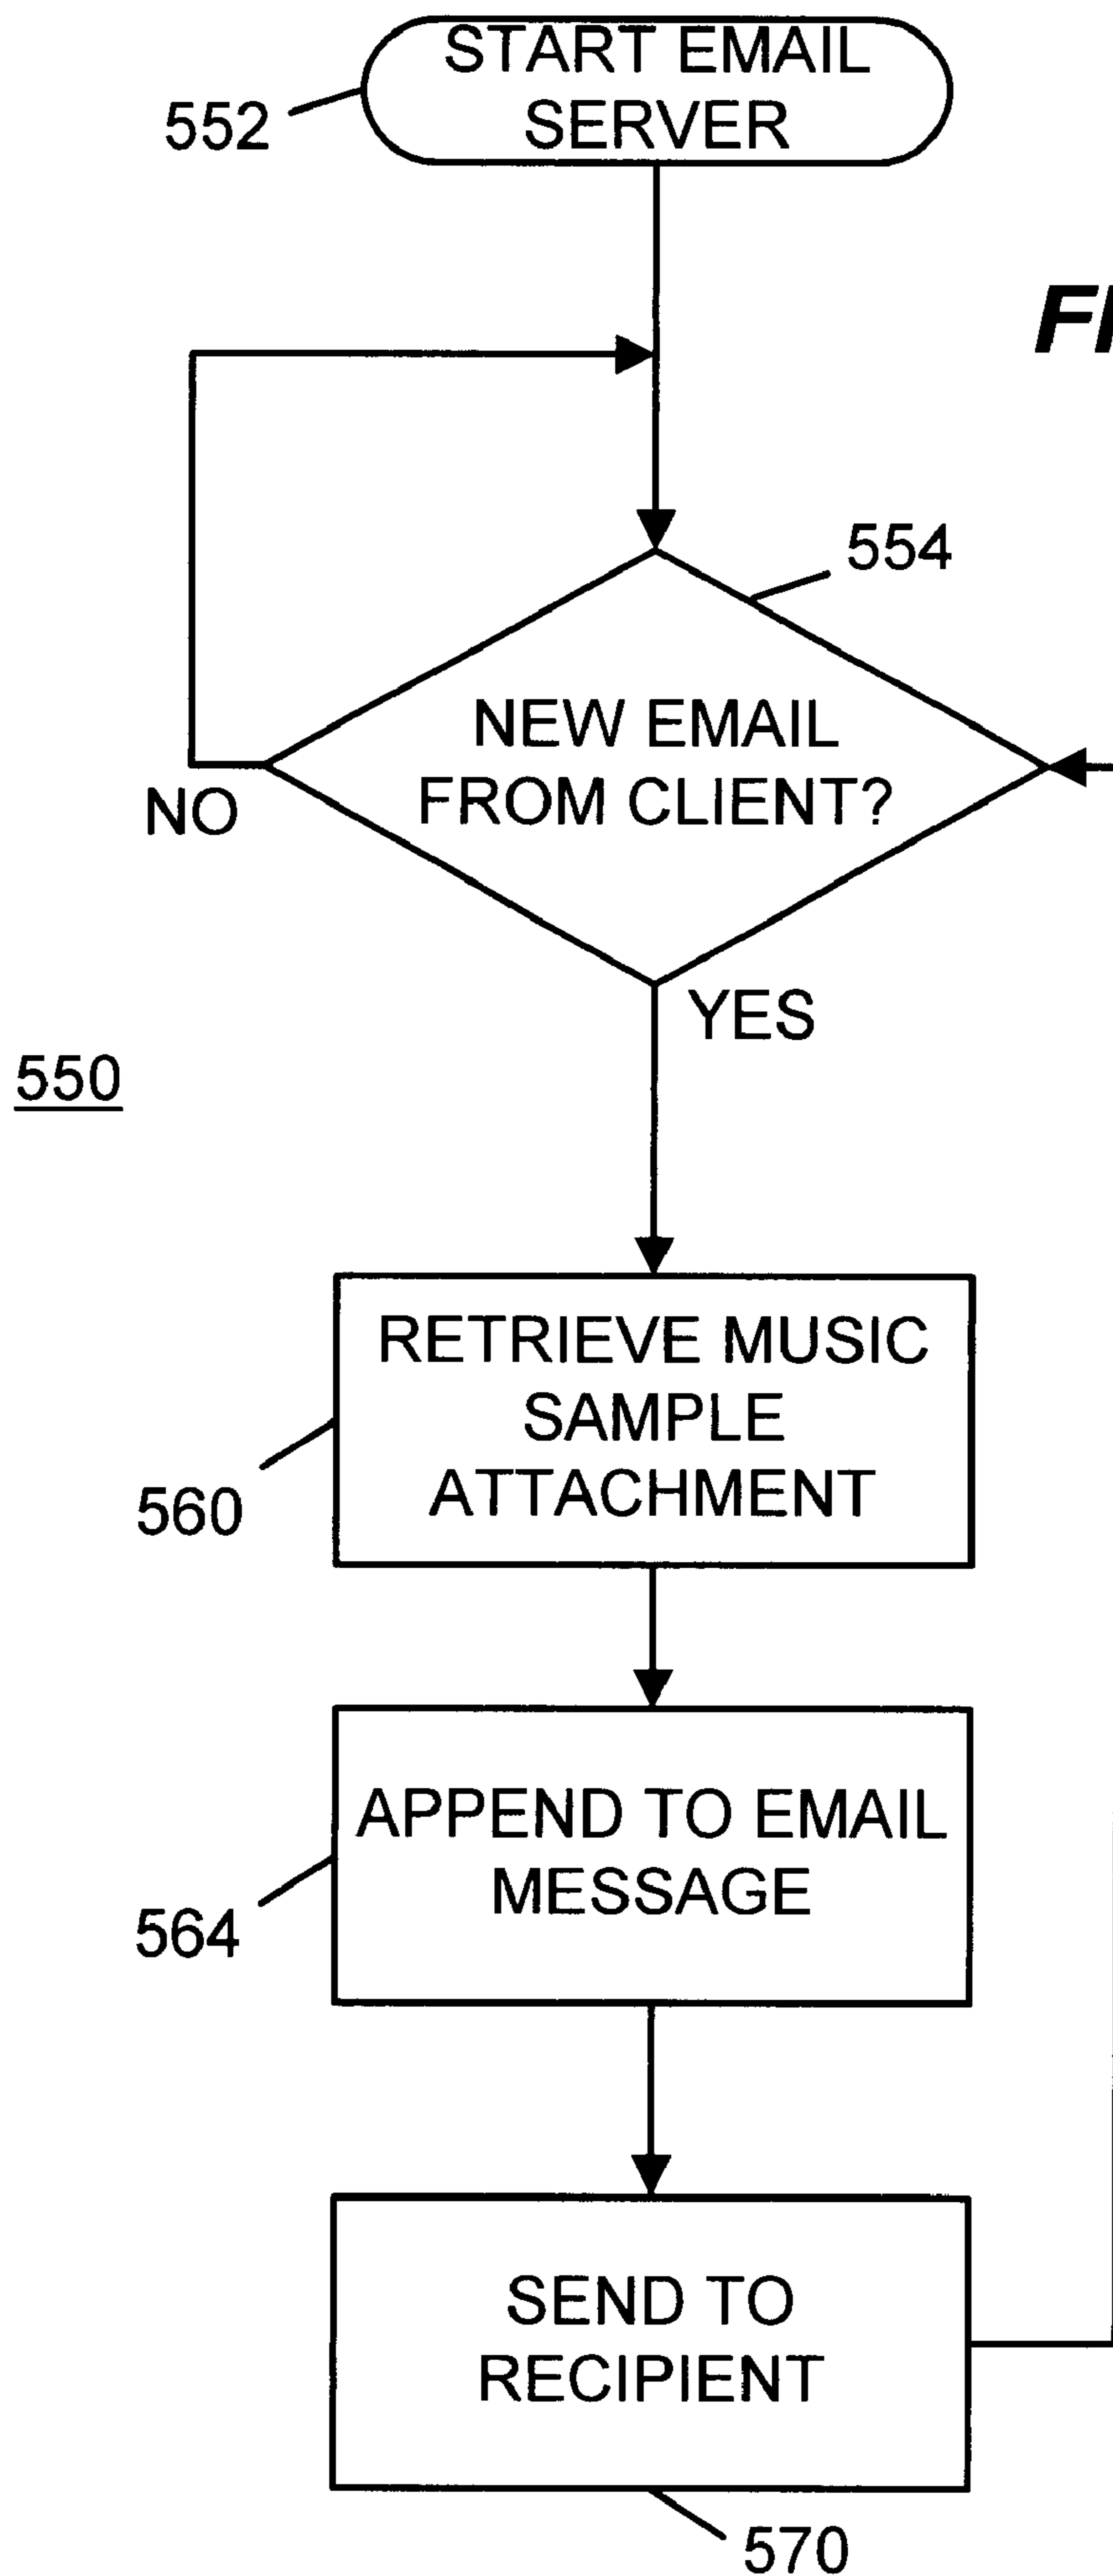 START EMAIL
SERVER
552
554
NEW EMAIL
FROM CLIENT?
NO
YES
550
RETRIEVE MUSIC
SAMPLE
ATTACHMENT
560
APPEND TO EMAIL
MESSAGE
564
SEND TO
RECIPIENT
570